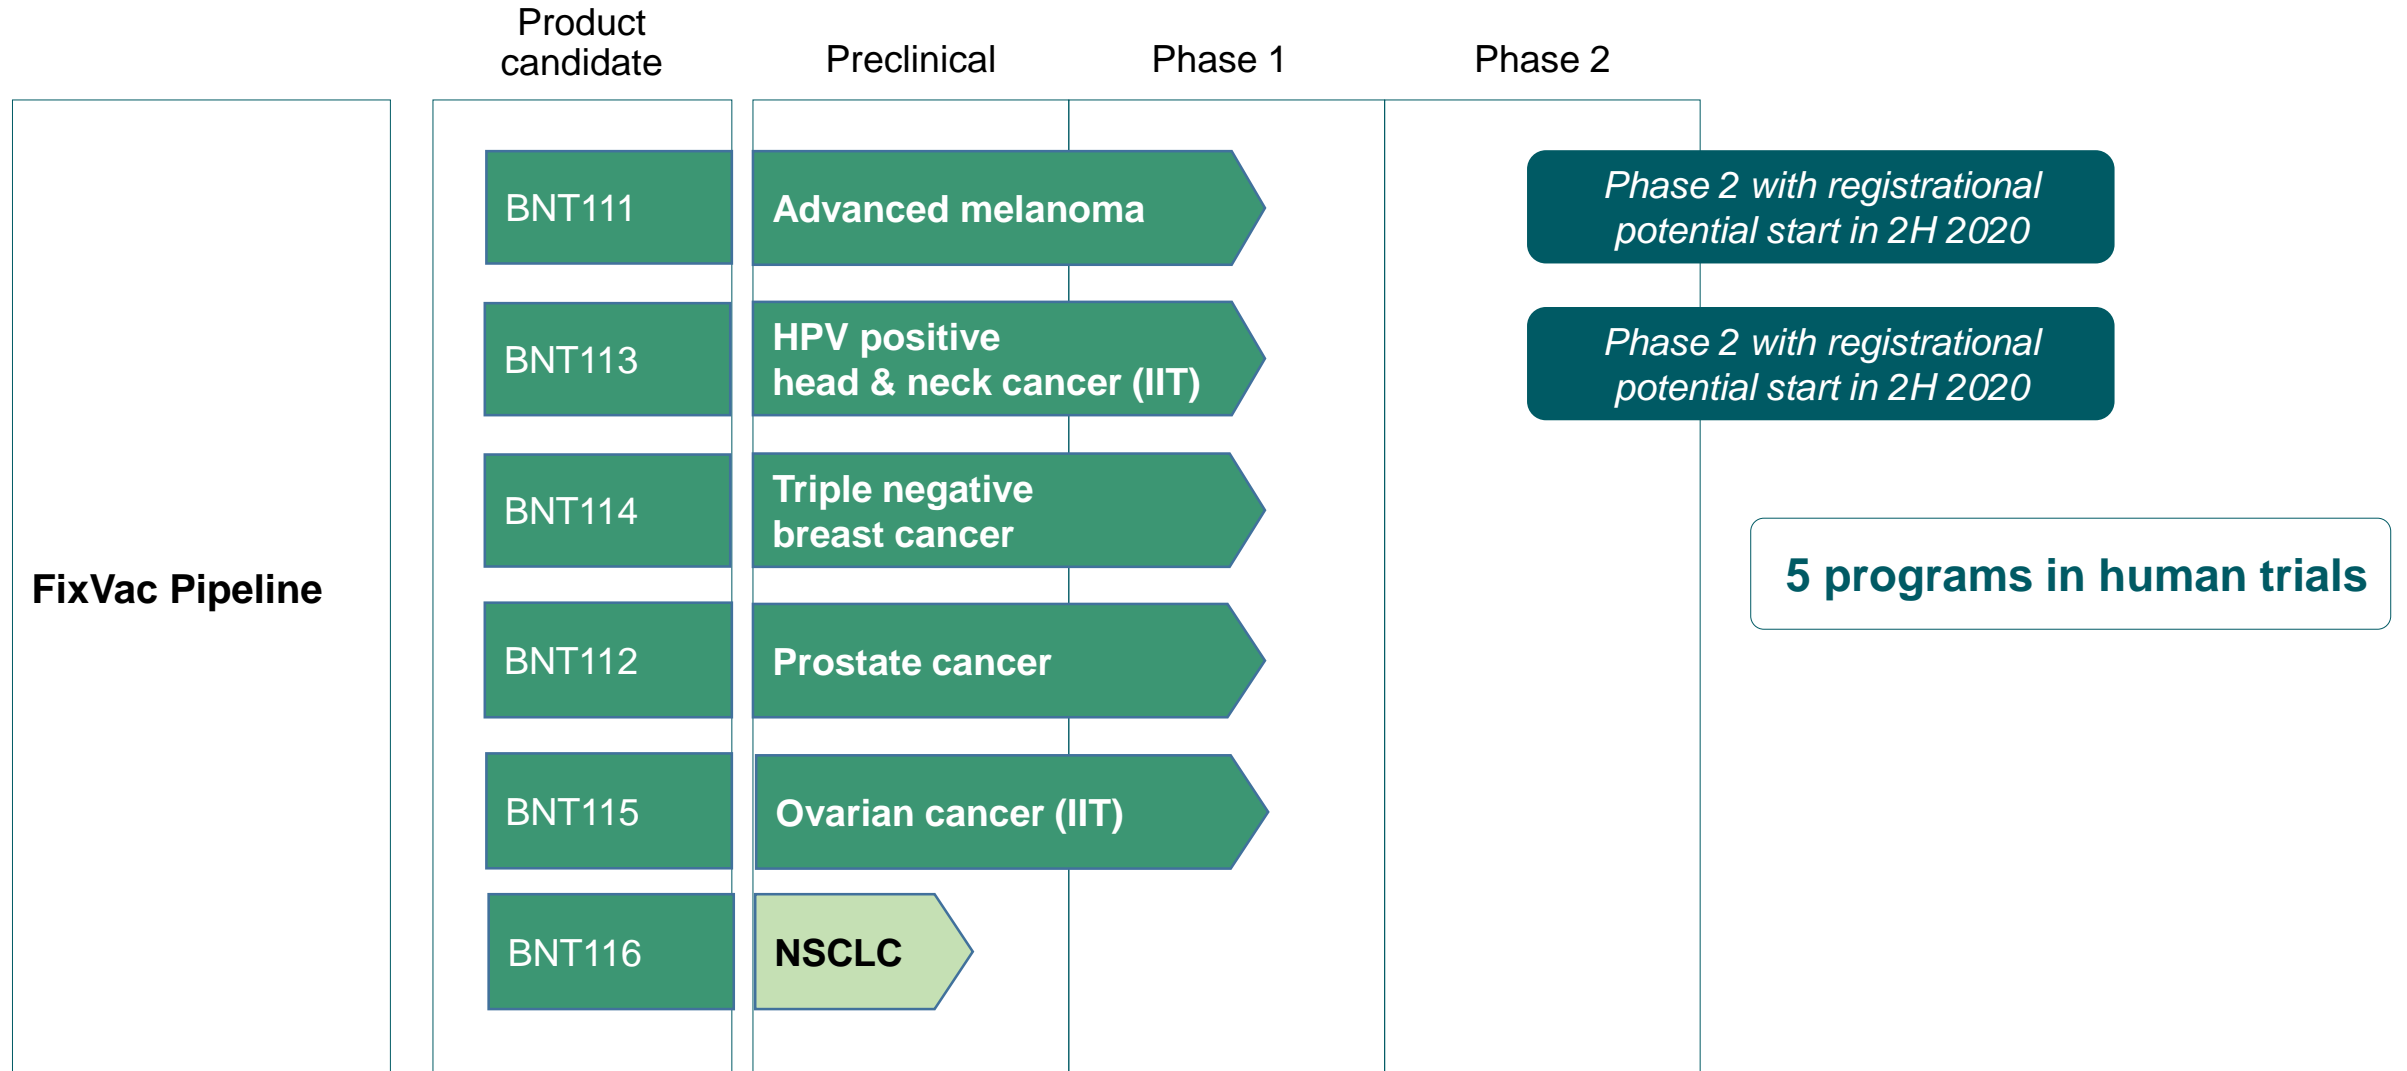 Product
candidate
Preclinical
Phase 1
Phase 2
FixVac Pipeline
BNT111
Advanced melanoma
Phase 2 with registrational
potential start in 2H 2020
BNT113
HPV positive
head & neck cancer (IIT)
Phase 2 with registrational
potential start in 2H 2020
BNT114
Triple negative
breast cancer
5 programs in human trials
BNT112
Prostate cancer
BNT115
Ovarian cancer (IIT)
BNT116
NSCLC